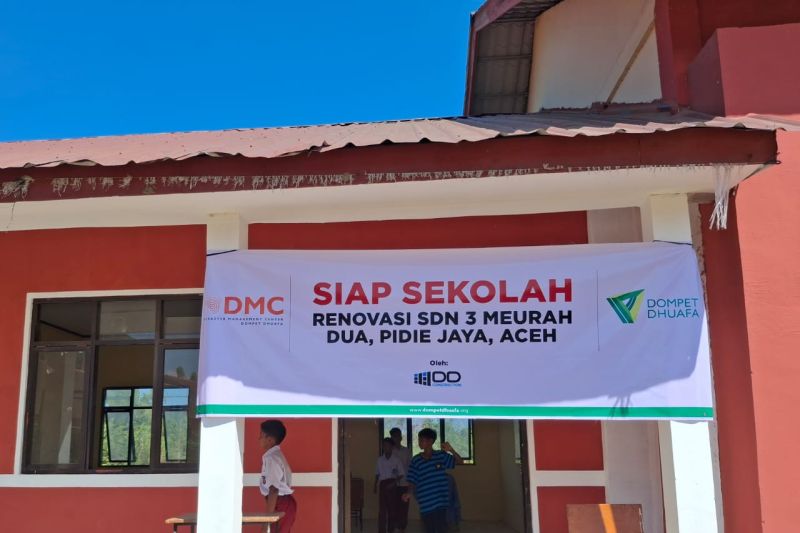 DMC
DISASTER MANAGEMENT CENTER
DOMPET DHUAFA
SIAP SEKOLAH
RENOVASI SDN 3 MEURAH
DUA, PIDIE JAYA, ACEH
DOMPET
DHUAFA
Oleh:
DD
CONSTRUCTION
www.dompetdhuafa.org